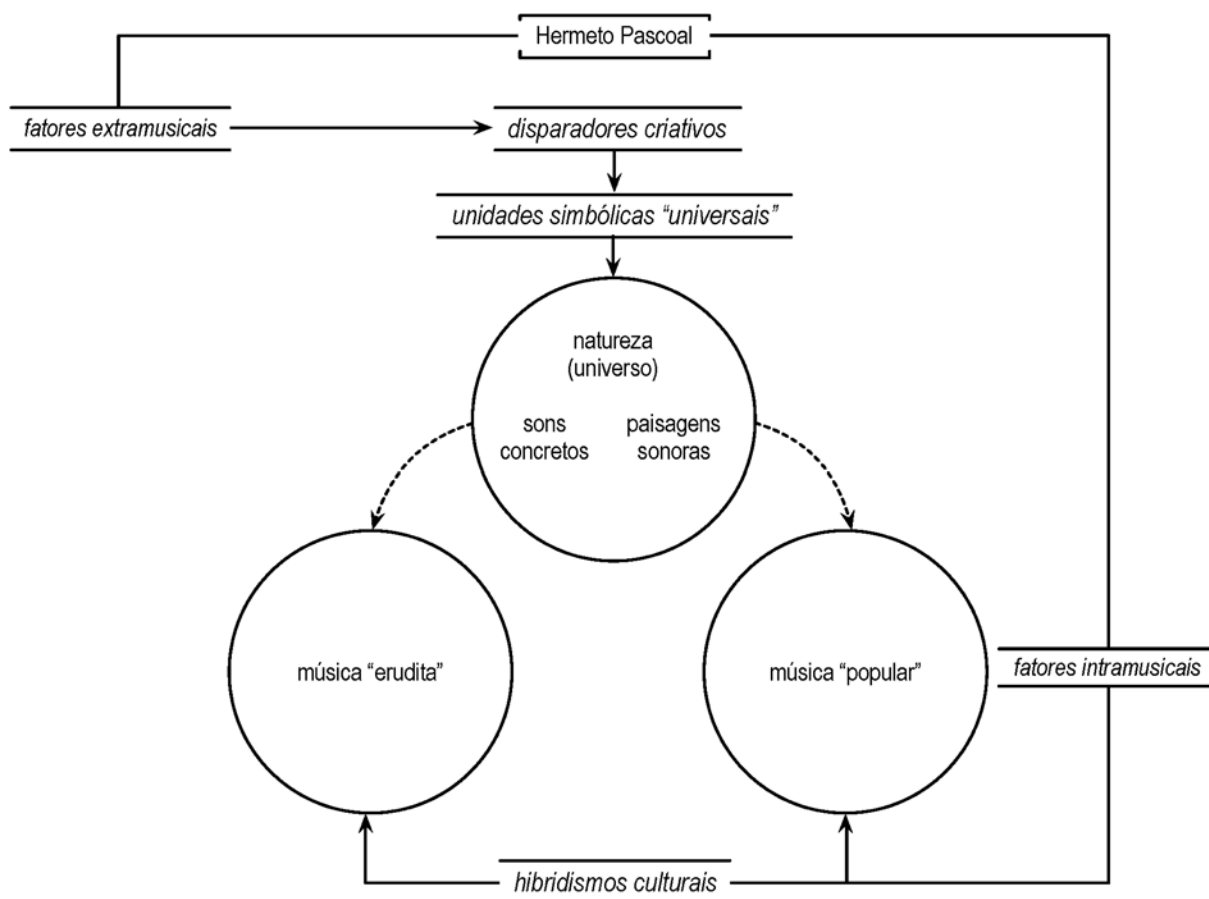 Hermeto Pascoal
fatores extramusicais
disparadores criativos
unidades simbólicas “universais”
natureza
(universo)
sons
concretos
paisagens
sonoras
música “erudita”
música “popular”
fatores intramusicais
hibridismos culturais